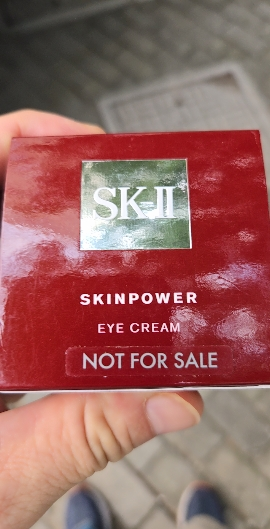 SK-II
SKINPOWER
EYE CREAM
NOT FOR SALE